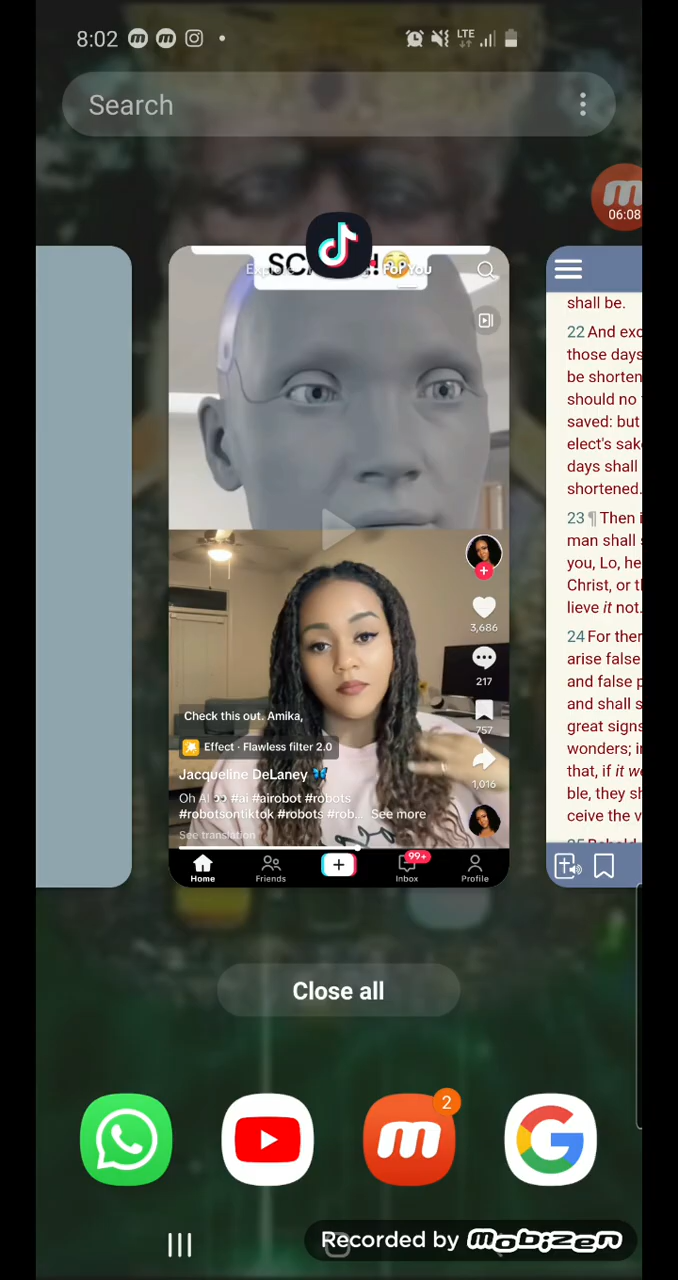 8:02
LTE
Search
06:08
For You
shall be.
22 And exc
those days
be shorten
should no
saved: but
elect's sak
days shall
shortened.
23 ¶ Then i
man shall s
you, Lo, he
Christ, or th
lieve it not.
24 For ther
arise false
and false p
and shall s
great signs
wonders; in
that, if it we
ble, they sh
ceive the v
3,686
217
757
1,016
Check this out. Amika,
Effect · Flawless filter 2.0
Jacqueline DeLaney
Oh AI 👀 #ai #airobot #robots
#robotsontiktok #robots #rob... See more
See translation
99+
Home
Friends
Inbox
Profile
Close all
2
Recorded by mobizen